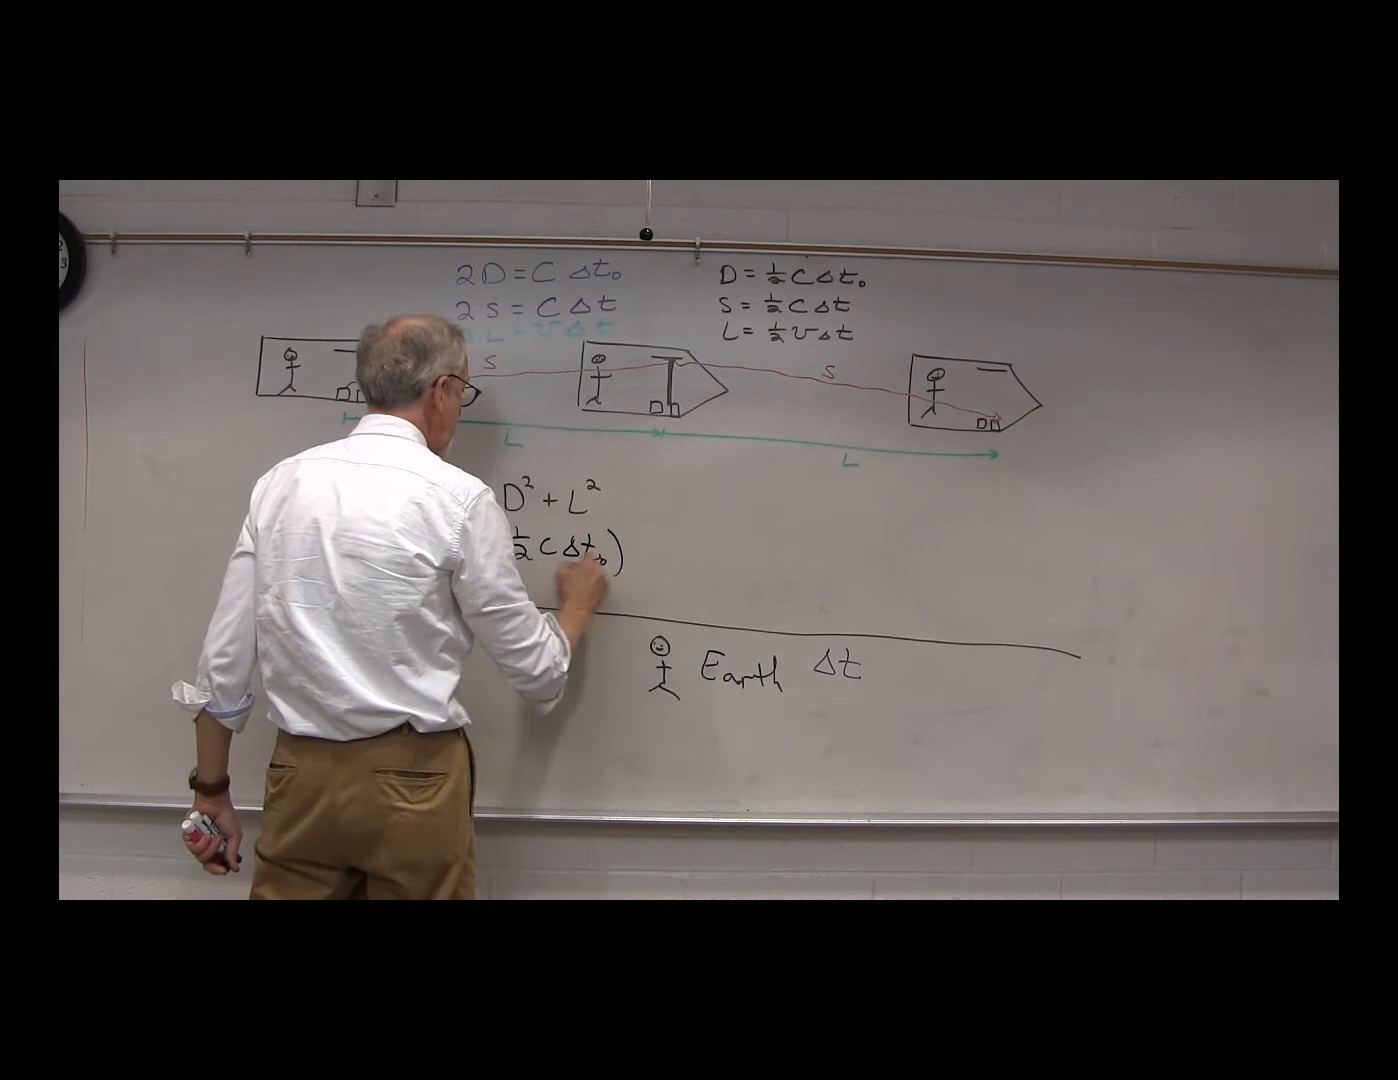 2D = C Δt₀
2S = C Δt
L = v Δt
D = ½ C Δt₀
S = ½ C Δt
L = ½ v Δt
S
S
L
L
D² + L²
½ C Δt₀)
Earth Δt